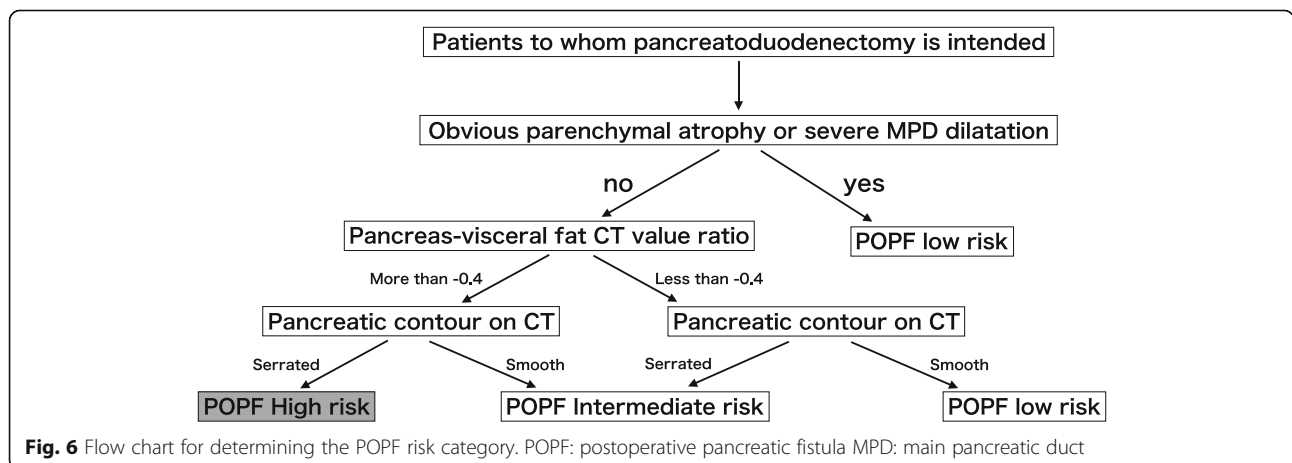 Patients to whom pancreatoduodenectomy is intended
Obvious parenchymal atrophy or severe MPD dilatation
no yes
Pancreas-visceral fat CT value ratio POPF low risk
More than -0.4 Less than -0.4
Pancreatic contour on CT Pancreatic contour on CT
Serrated Smooth Serrated Smooth
POPF High risk POPF Intermediate risk POPF low risk
Fig. 6 Flow chart for determining the POPF risk category. POPF: postoperative pancreatic fistula MPD: main pancreatic duct